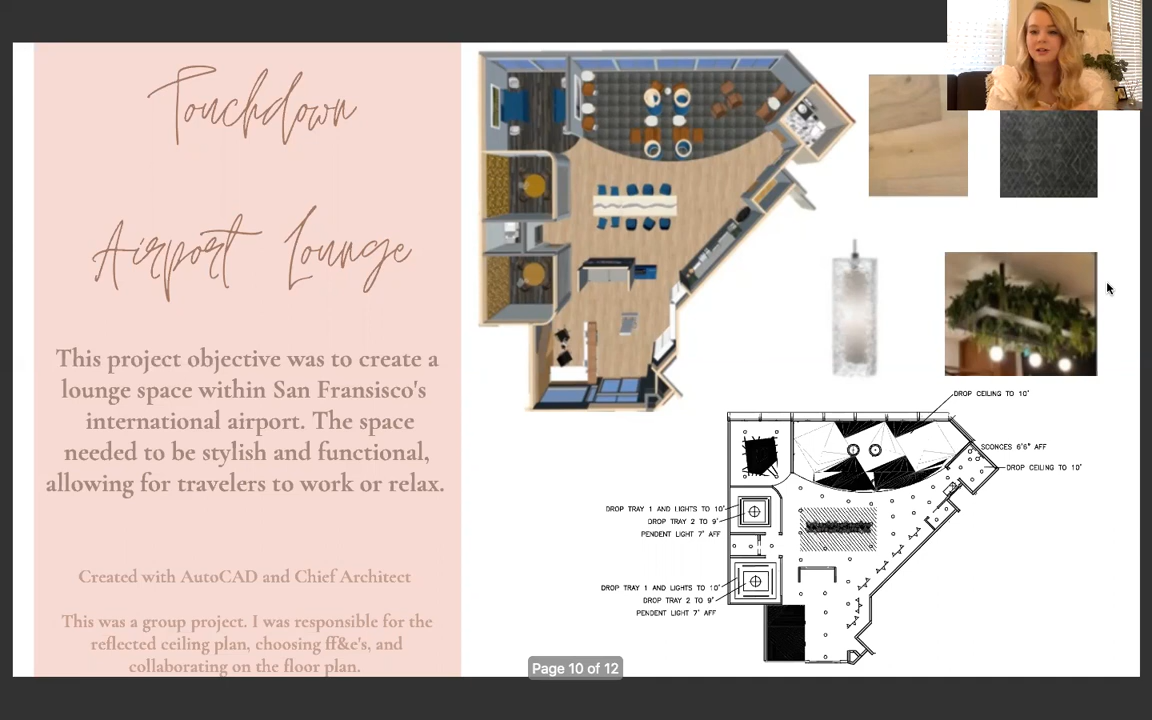 Touchdown
Airport Lounge
This project objective was to create a
lounge space within San Fransisco's
international airport. The space
needed to be stylish and functional,
allowing for travelers to work or relax.
Created with AutoCAD and Chief Architect
This was a group project. I was responsible for the
reflected ceiling plan, choosing ff&e's, and
collaborating on the floor plan.
DROP CEILING TO 10'
SCONCES 6'6" AFF
DROP CEILING TO 10'
DROP TRAY 1 AND LIGHTS TO 10'
DROP TRAY 2 TO 9'
PENDENT LIGHT 7' AFF
DROP TRAY 1 AND LIGHTS TO 10'
DROP TRAY 2 TO 9'
PENDENT LIGHT 7' AFF
Page 10 of 12